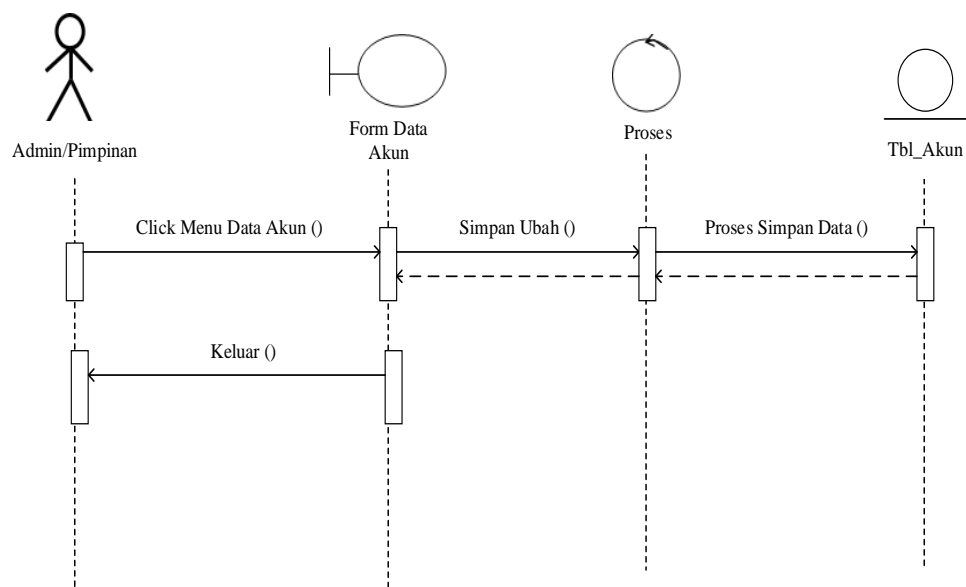 Admin/Pimpinan
Form Data
Akun
Proses
Tbl_Akun
Click Menu Data Akun ()
Simpan Ubah ()
Proses Simpan Data ()
Keluar ()